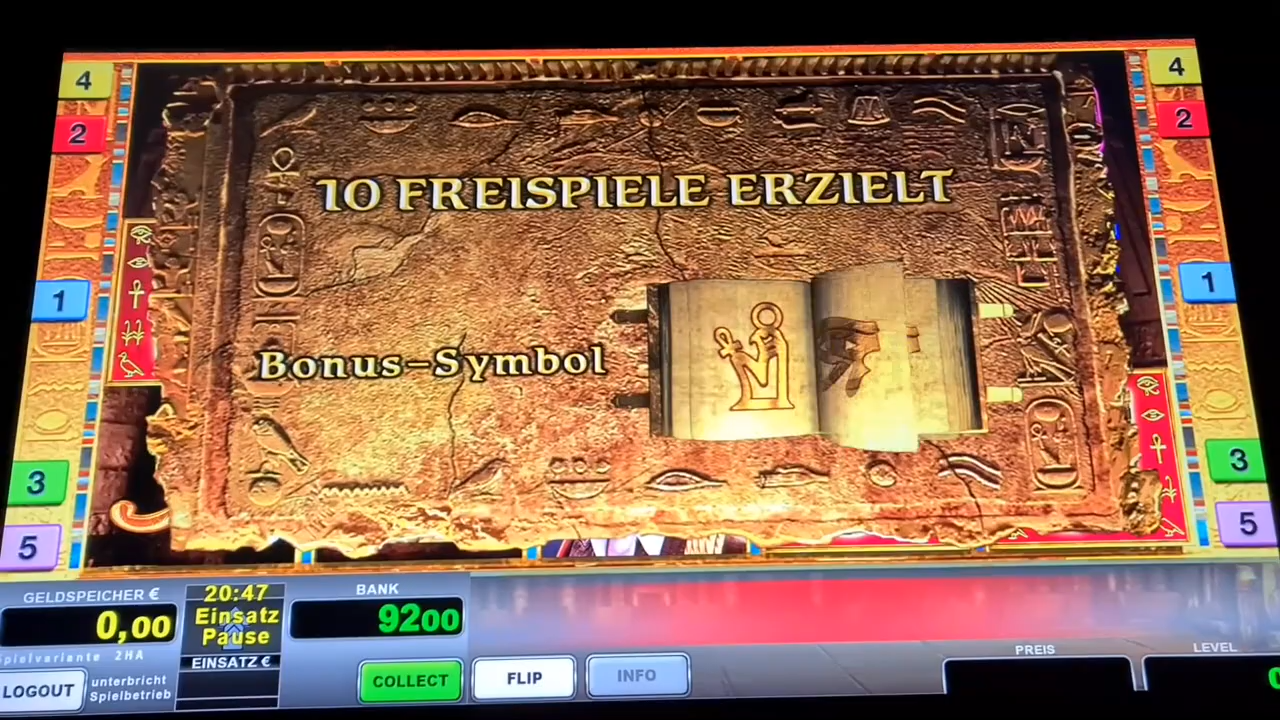 4
4
2
2
10 FREISPIELE ERZIELT
1
1
Bonus-Symbol
3
3
5
5
GELDSPEICHER €
0,00
20:47
Einsatz
Pause
BANK
9200
EINSATZ €
pielvariante 2HA
LOGOUT
unterbricht
Spielbetrieb
COLLECT
FLIP
INFO
PREIS
LEVEL